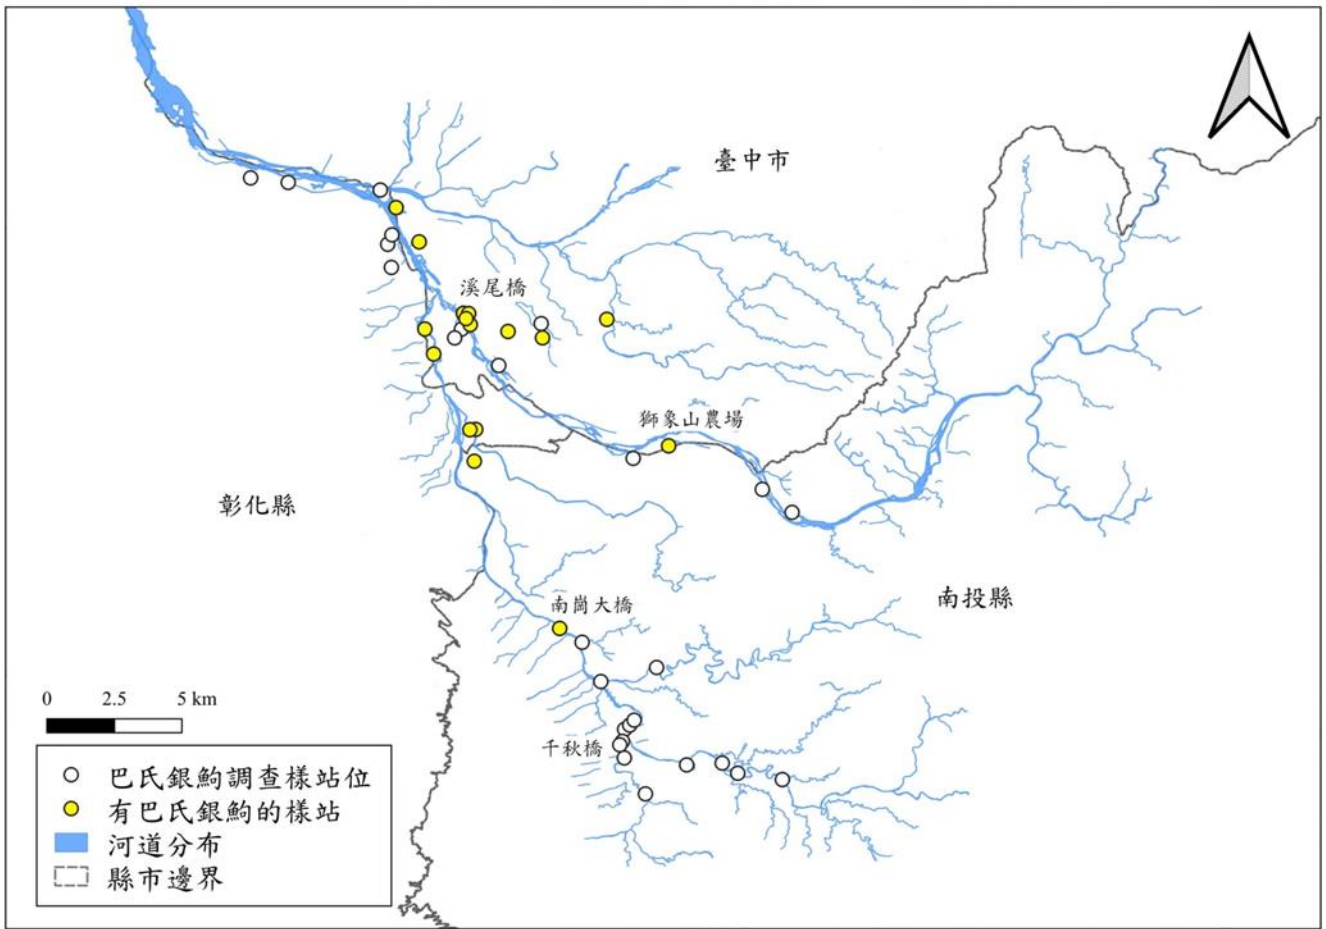 臺中市
溪尾橋
獅象山農場
彰化縣
南投縣
南崗大橋
千秋橋
0 2.5 5 km
巴氏銀鮈調查樣站位
有巴氏銀鮈的樣站
河道分布
縣市邊界